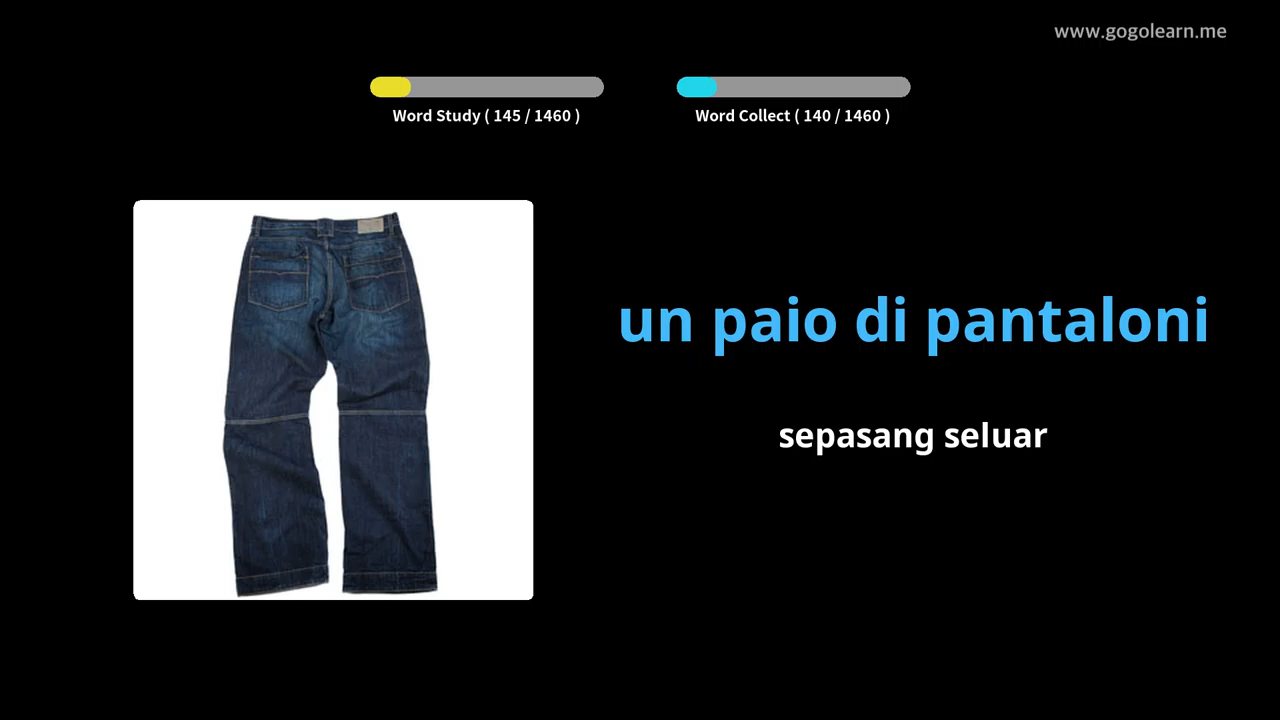 www.gogolearn.me
Word Study ( 145 / 1460 )
Word Collect ( 140 / 1460 )
un paio di pantaloni
sepasang seluar